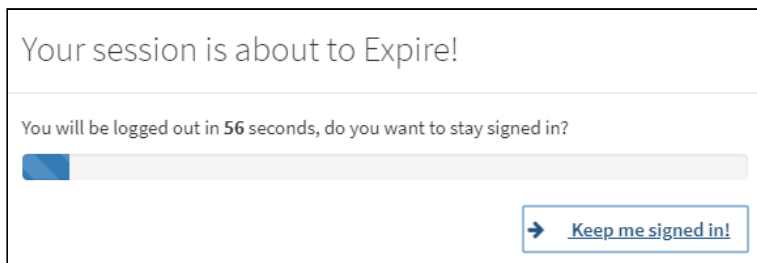 Your session is about to Expire!
You will be logged out in 56 seconds, do you want to stay signed in?
Keep me signed in!